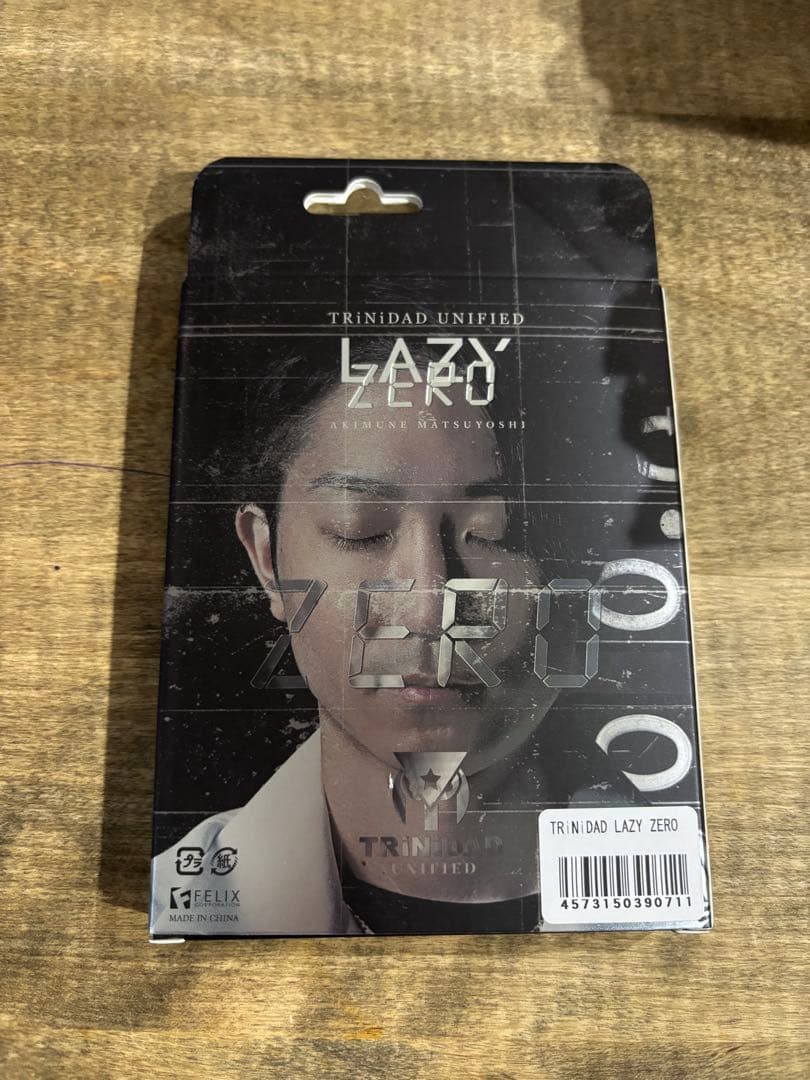 TRiNiDAD UNIFIED
LAZY
ZERO
AKIMUNE MATSUYOSHI
ZERO
TRiNiDAD
UNIFIED
プラ 紙
FELIX
CORPORATION
MADE IN CHINA
TRiNiDAD LAZY ZERO
4573150390711